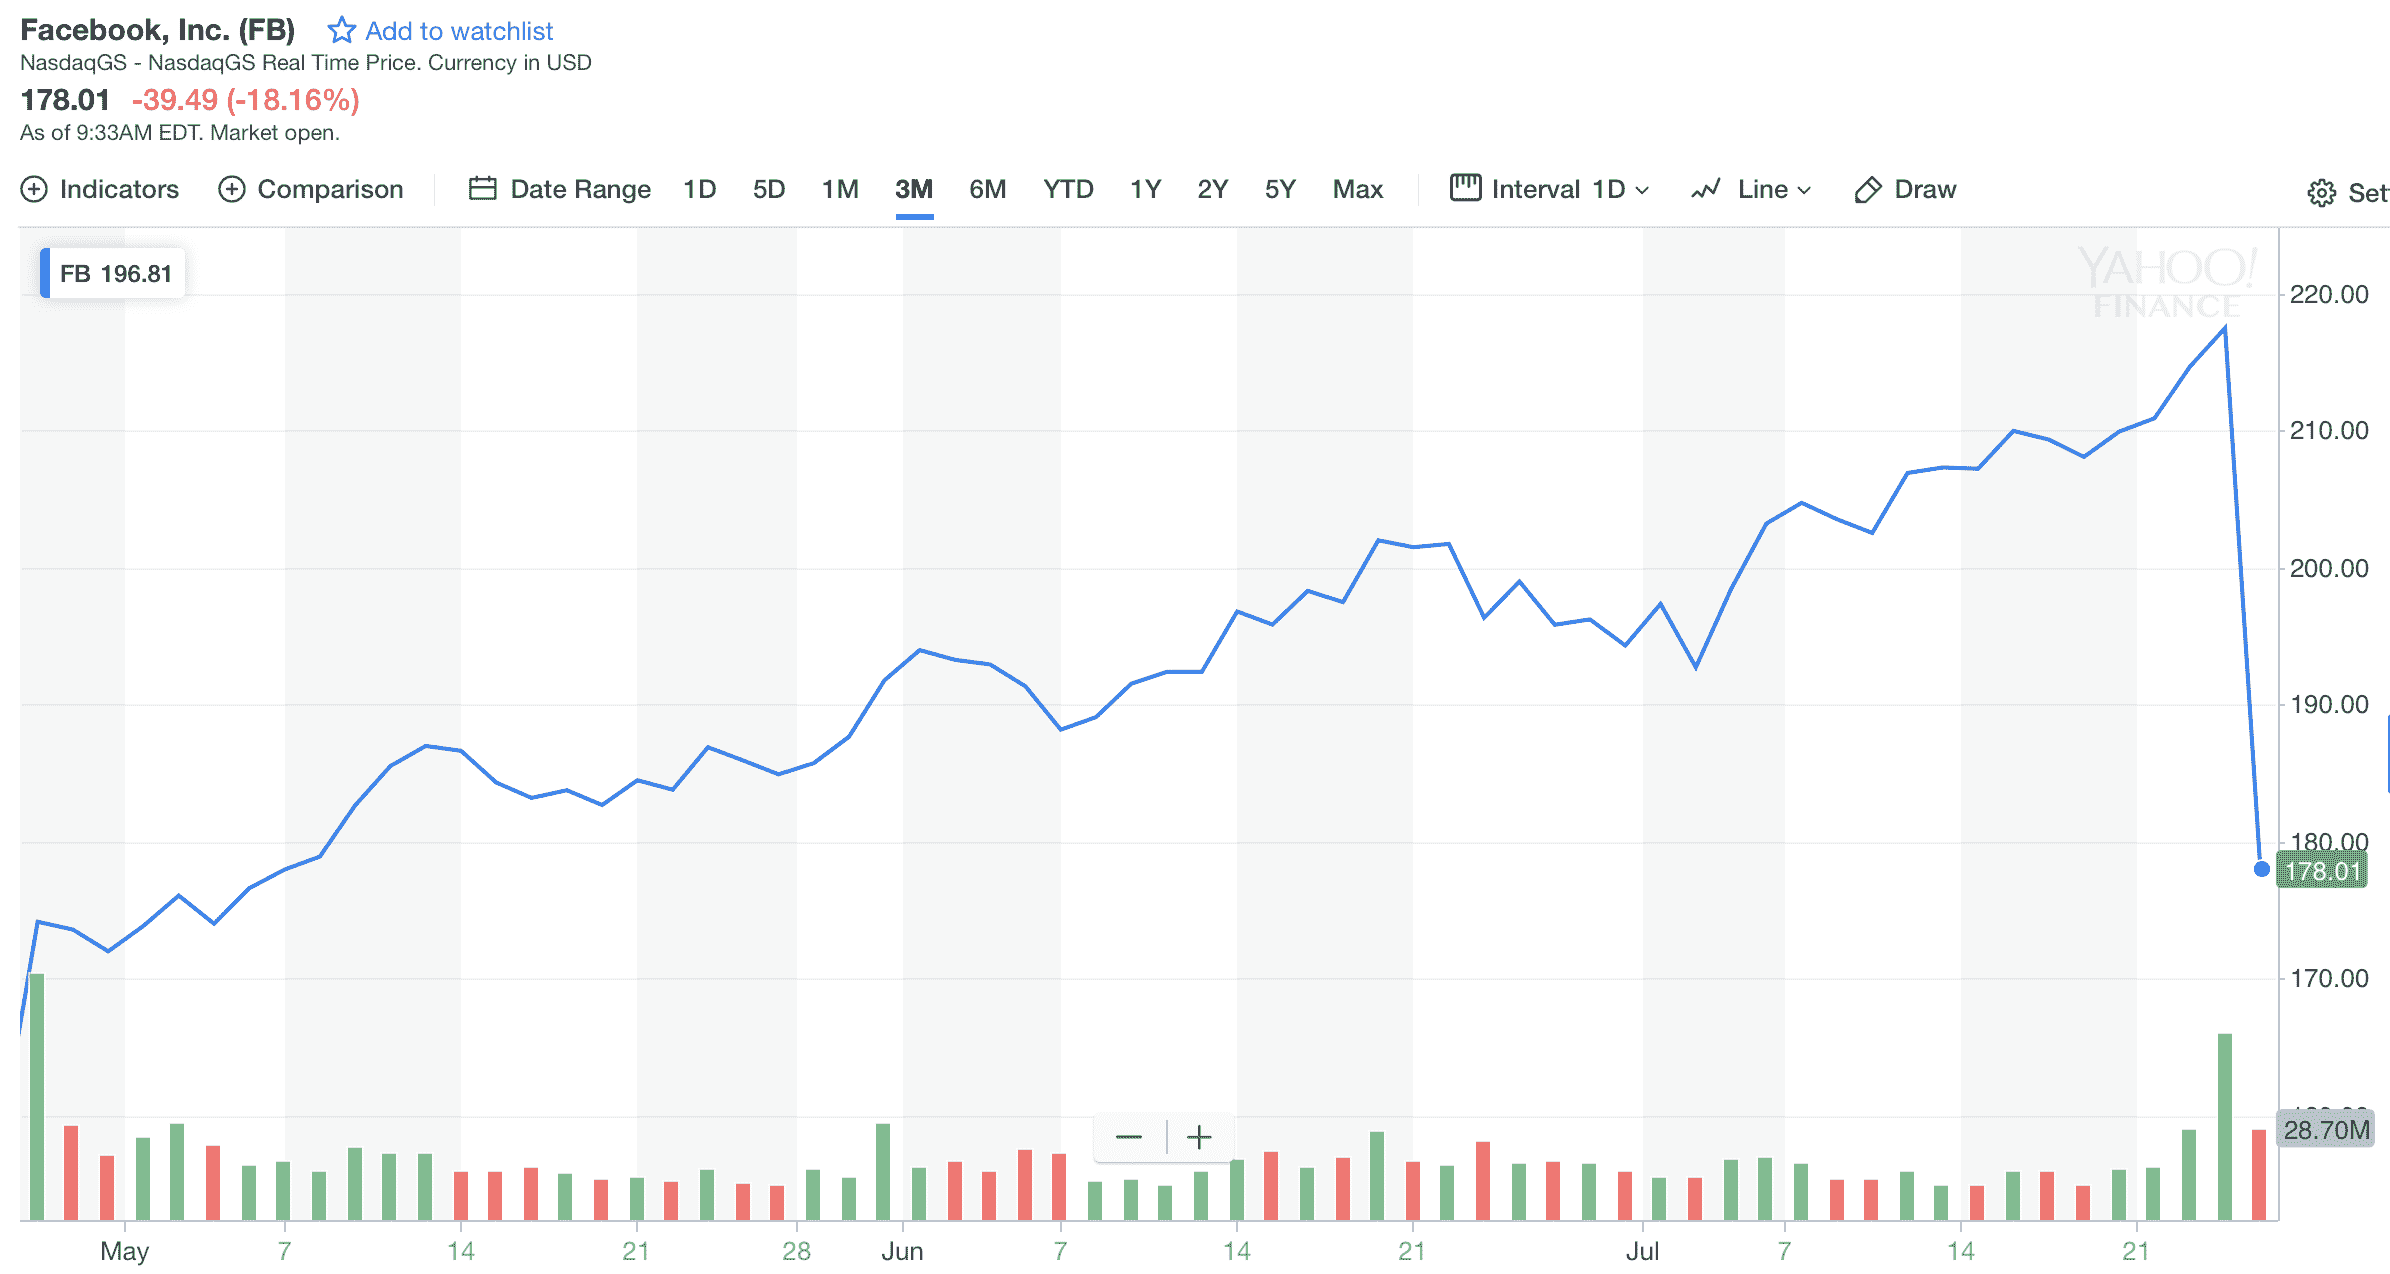 Facebook, Inc. (FB) Add to watchlist
NasdaqGS - NasdaqGS Real Time Price. Currency in USD
178.01 -39.49 (-18.16%)
As of 9:33AM EDT. Market open.
Indicators Comparison Date Range 1D 5D 1M 3M 6M YTD 1Y 2Y 5Y Max Interval 1D Line Draw Set
FB 196.81
YAHOO!
FINANCE
220.00
210.00
200.00
190.00
180.00
178.01
170.00
28.70M
May 7 14 21 28 Jun 7 14 21 Jul 7 14 21